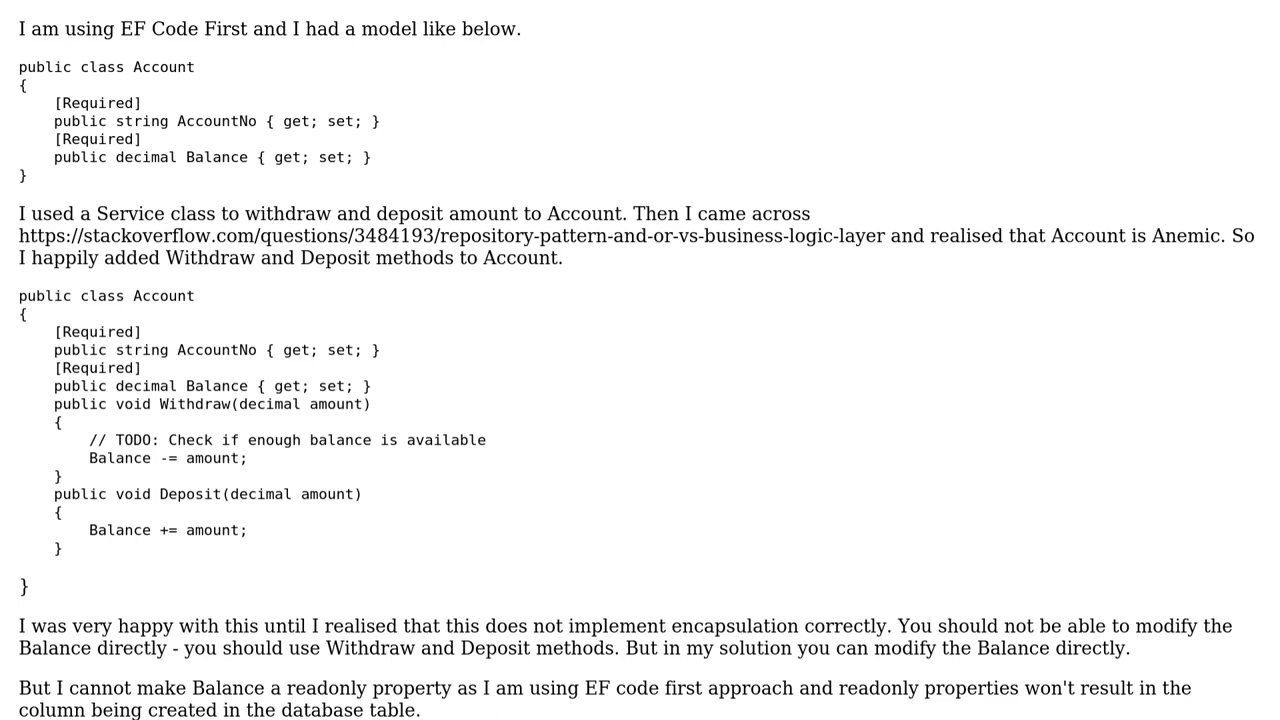 I am using EF Code First and I had a model like below.
public class Account
{
    [Required]
    public string AccountNo { get; set; }
    [Required]
    public decimal Balance { get; set; }
}
I used a Service class to withdraw and deposit amount to Account. Then I came across
https://stackoverflow.com/questions/3484193/repository-pattern-and-or-vs-business-logic-layer and realised that Account is Anemic. So
I happily added Withdraw and Deposit methods to Account.
public class Account
{
    [Required]
    public string AccountNo { get; set; }
    [Required]
    public decimal Balance { get; set; }
    public void Withdraw(decimal amount)
    {
        // TODO: Check if enough balance is available
        Balance -= amount;
    }
    public void Deposit(decimal amount)
    {
        Balance += amount;
    }
}
I was very happy with this until I realised that this does not implement encapsulation correctly. You should not be able to modify the
Balance directly - you should use Withdraw and Deposit methods. But in my solution you can modify the Balance directly.
But I cannot make Balance a readonly property as I am using EF code first approach and readonly properties won't result in the
column being created in the database table.